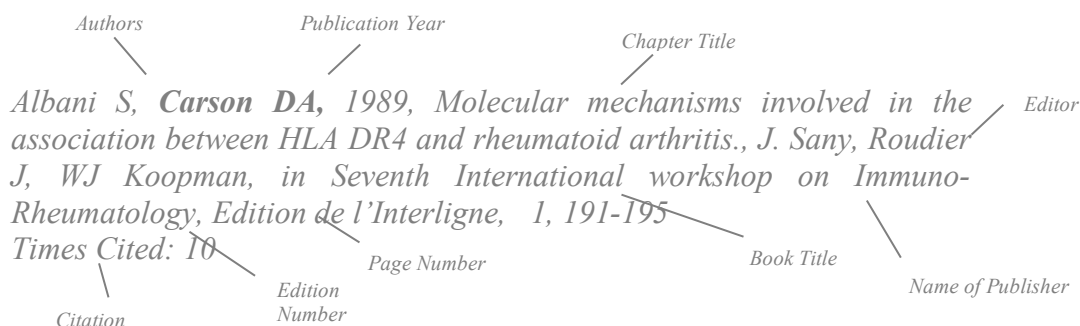 Authors
Publication Year
Chapter Title
Albani S, Carson DA, 1989, Molecular mechanisms involved in the
Editor
association between HLA DR4 and rheumatoid arthritis., J. Sany, Roudier
J, WJ Koopman, in Seventh International workshop on Immuno-
Rheumatology, Edition de l'Interligne, 1, 191-195
Times Cited: 10
Page Number
Book Title
Name of Publisher
Edition
Number
Citation